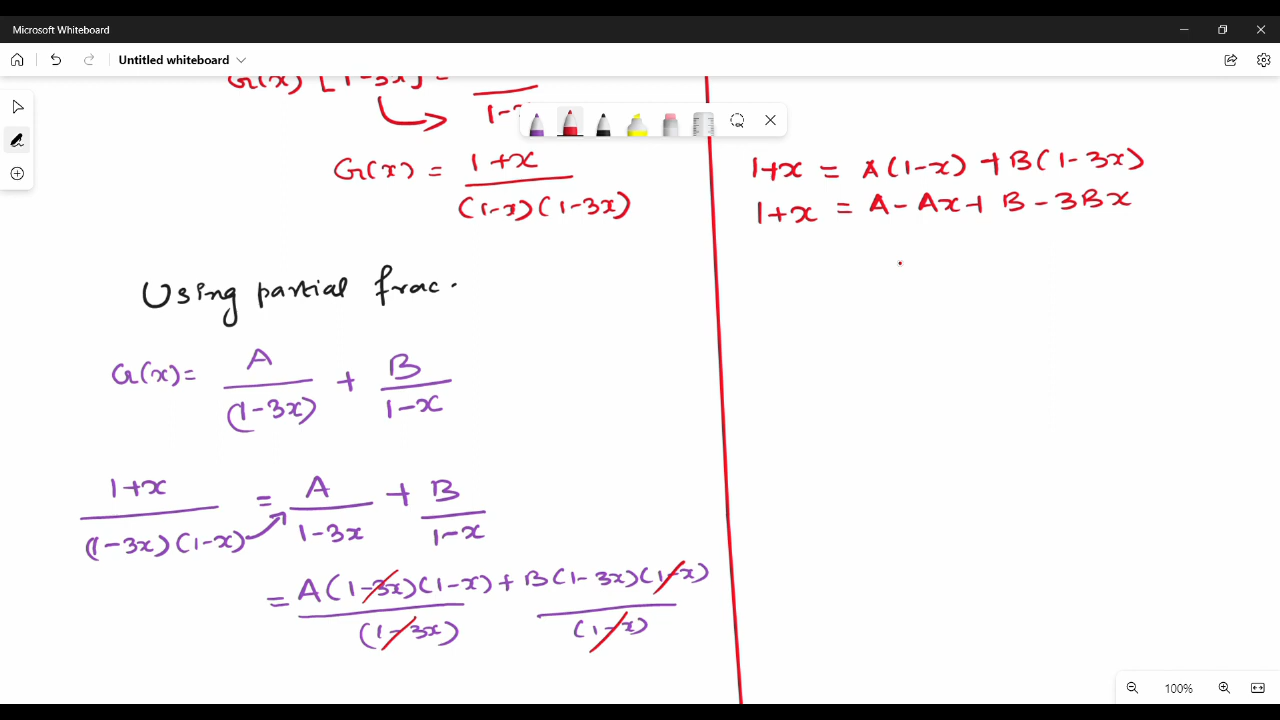 Microsoft Whiteboard
Untitled whiteboard
G(x) [1-3x] =
G(x) = 1+x / (1-x)(1-3x)
Using partial frac.
G(x) = A / (1-3x) + B / 1-x
1+x / (1-3x)(1-x) = A / 1-3x + B / 1-x
= A(1-3x)(1-x) / (1-3x) + B(1-3x)(1-x) / (1-x)
1+x = A(1-x) + B(1-3x)
1+x = A - Ax + B - 3Bx
100%